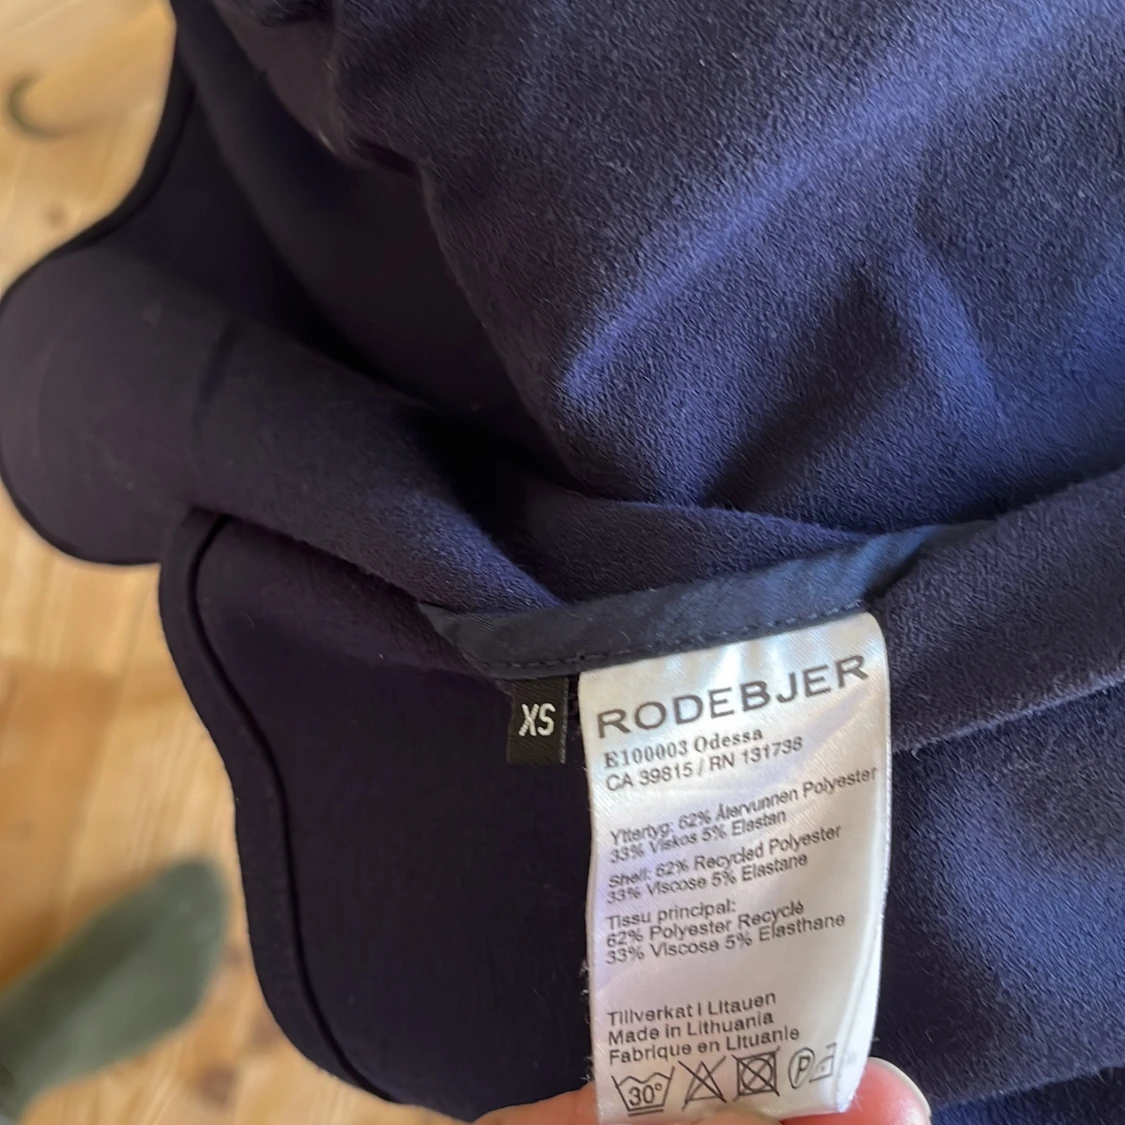 XS
RODEBJER
E100003 Odessa
CA 39815 / RN 131738
Yttertyg: 62% Återvunnen Polyester
33% Viskos 5% Elastan
Shell: 62% Recycled Polyester
33% Viscose 5% Elastane
Tissu principal:
62% Polyester Recyclé
33% Viscose 5% Elasthane
Tillverkat i Litauen
Made in Lithuania
Fabrique en Lituanie
30°
P